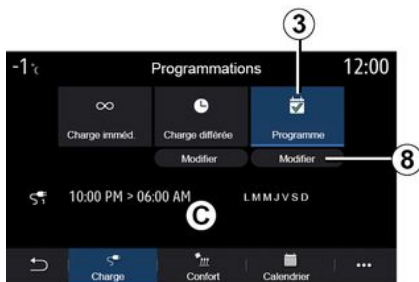 3
-1°c Programmations 12:00
Charge imméd. Charge différée Programme
Modifier Modifier
8
10:00 PM > 06:00 AM LMMJVSD
C
Charge Confort Calendrier